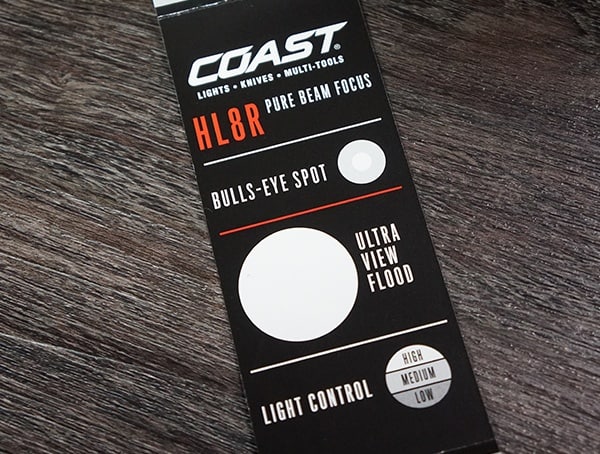 COAST®
LIGHTS • KNIVES • MULTI-TOOLS
HL8R PURE BEAM FOCUS
BULLS-EYE SPOT
ULTRA
VIEW
FLOOD
LIGHT CONTROL
HIGH
MEDIUM
LOW